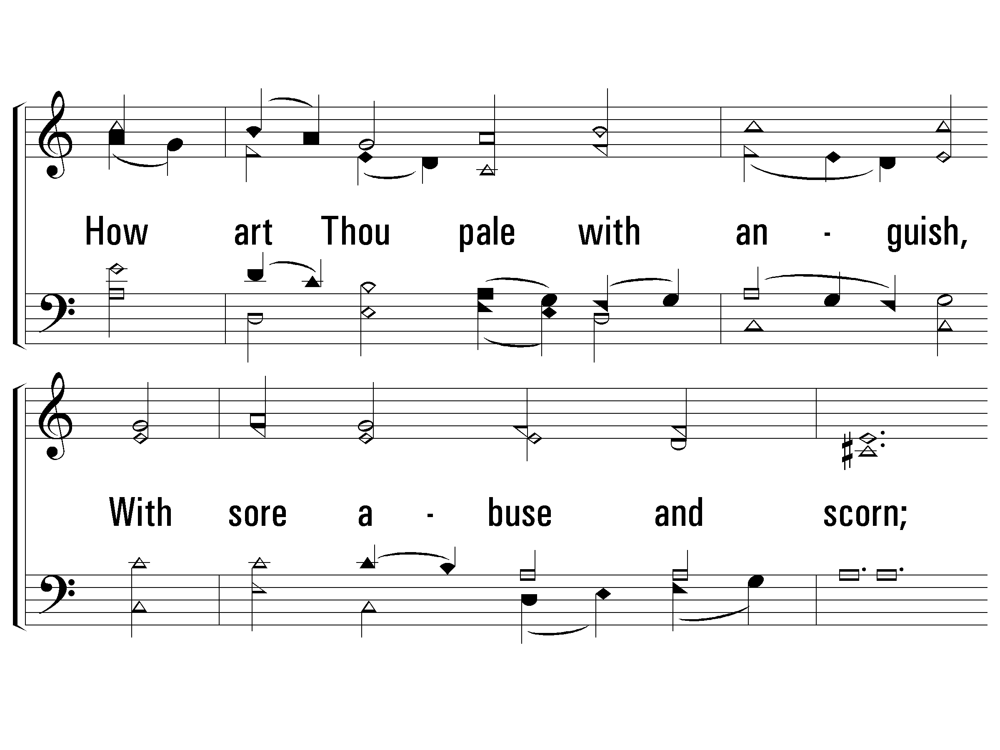 How art Thou pale with an - guish,
With sore a - buse and scorn;